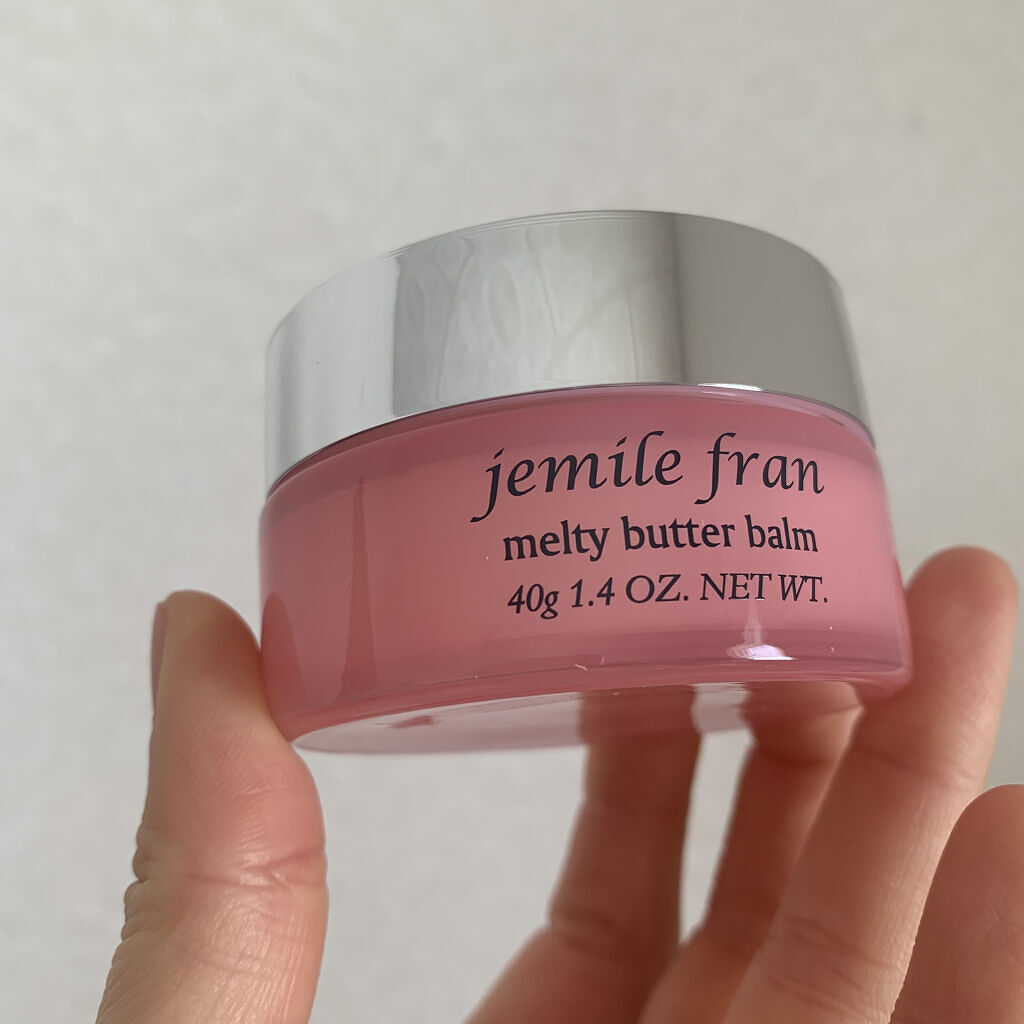 jemile fran
melty butter balm
40g 1.4 OZ. NET WT.